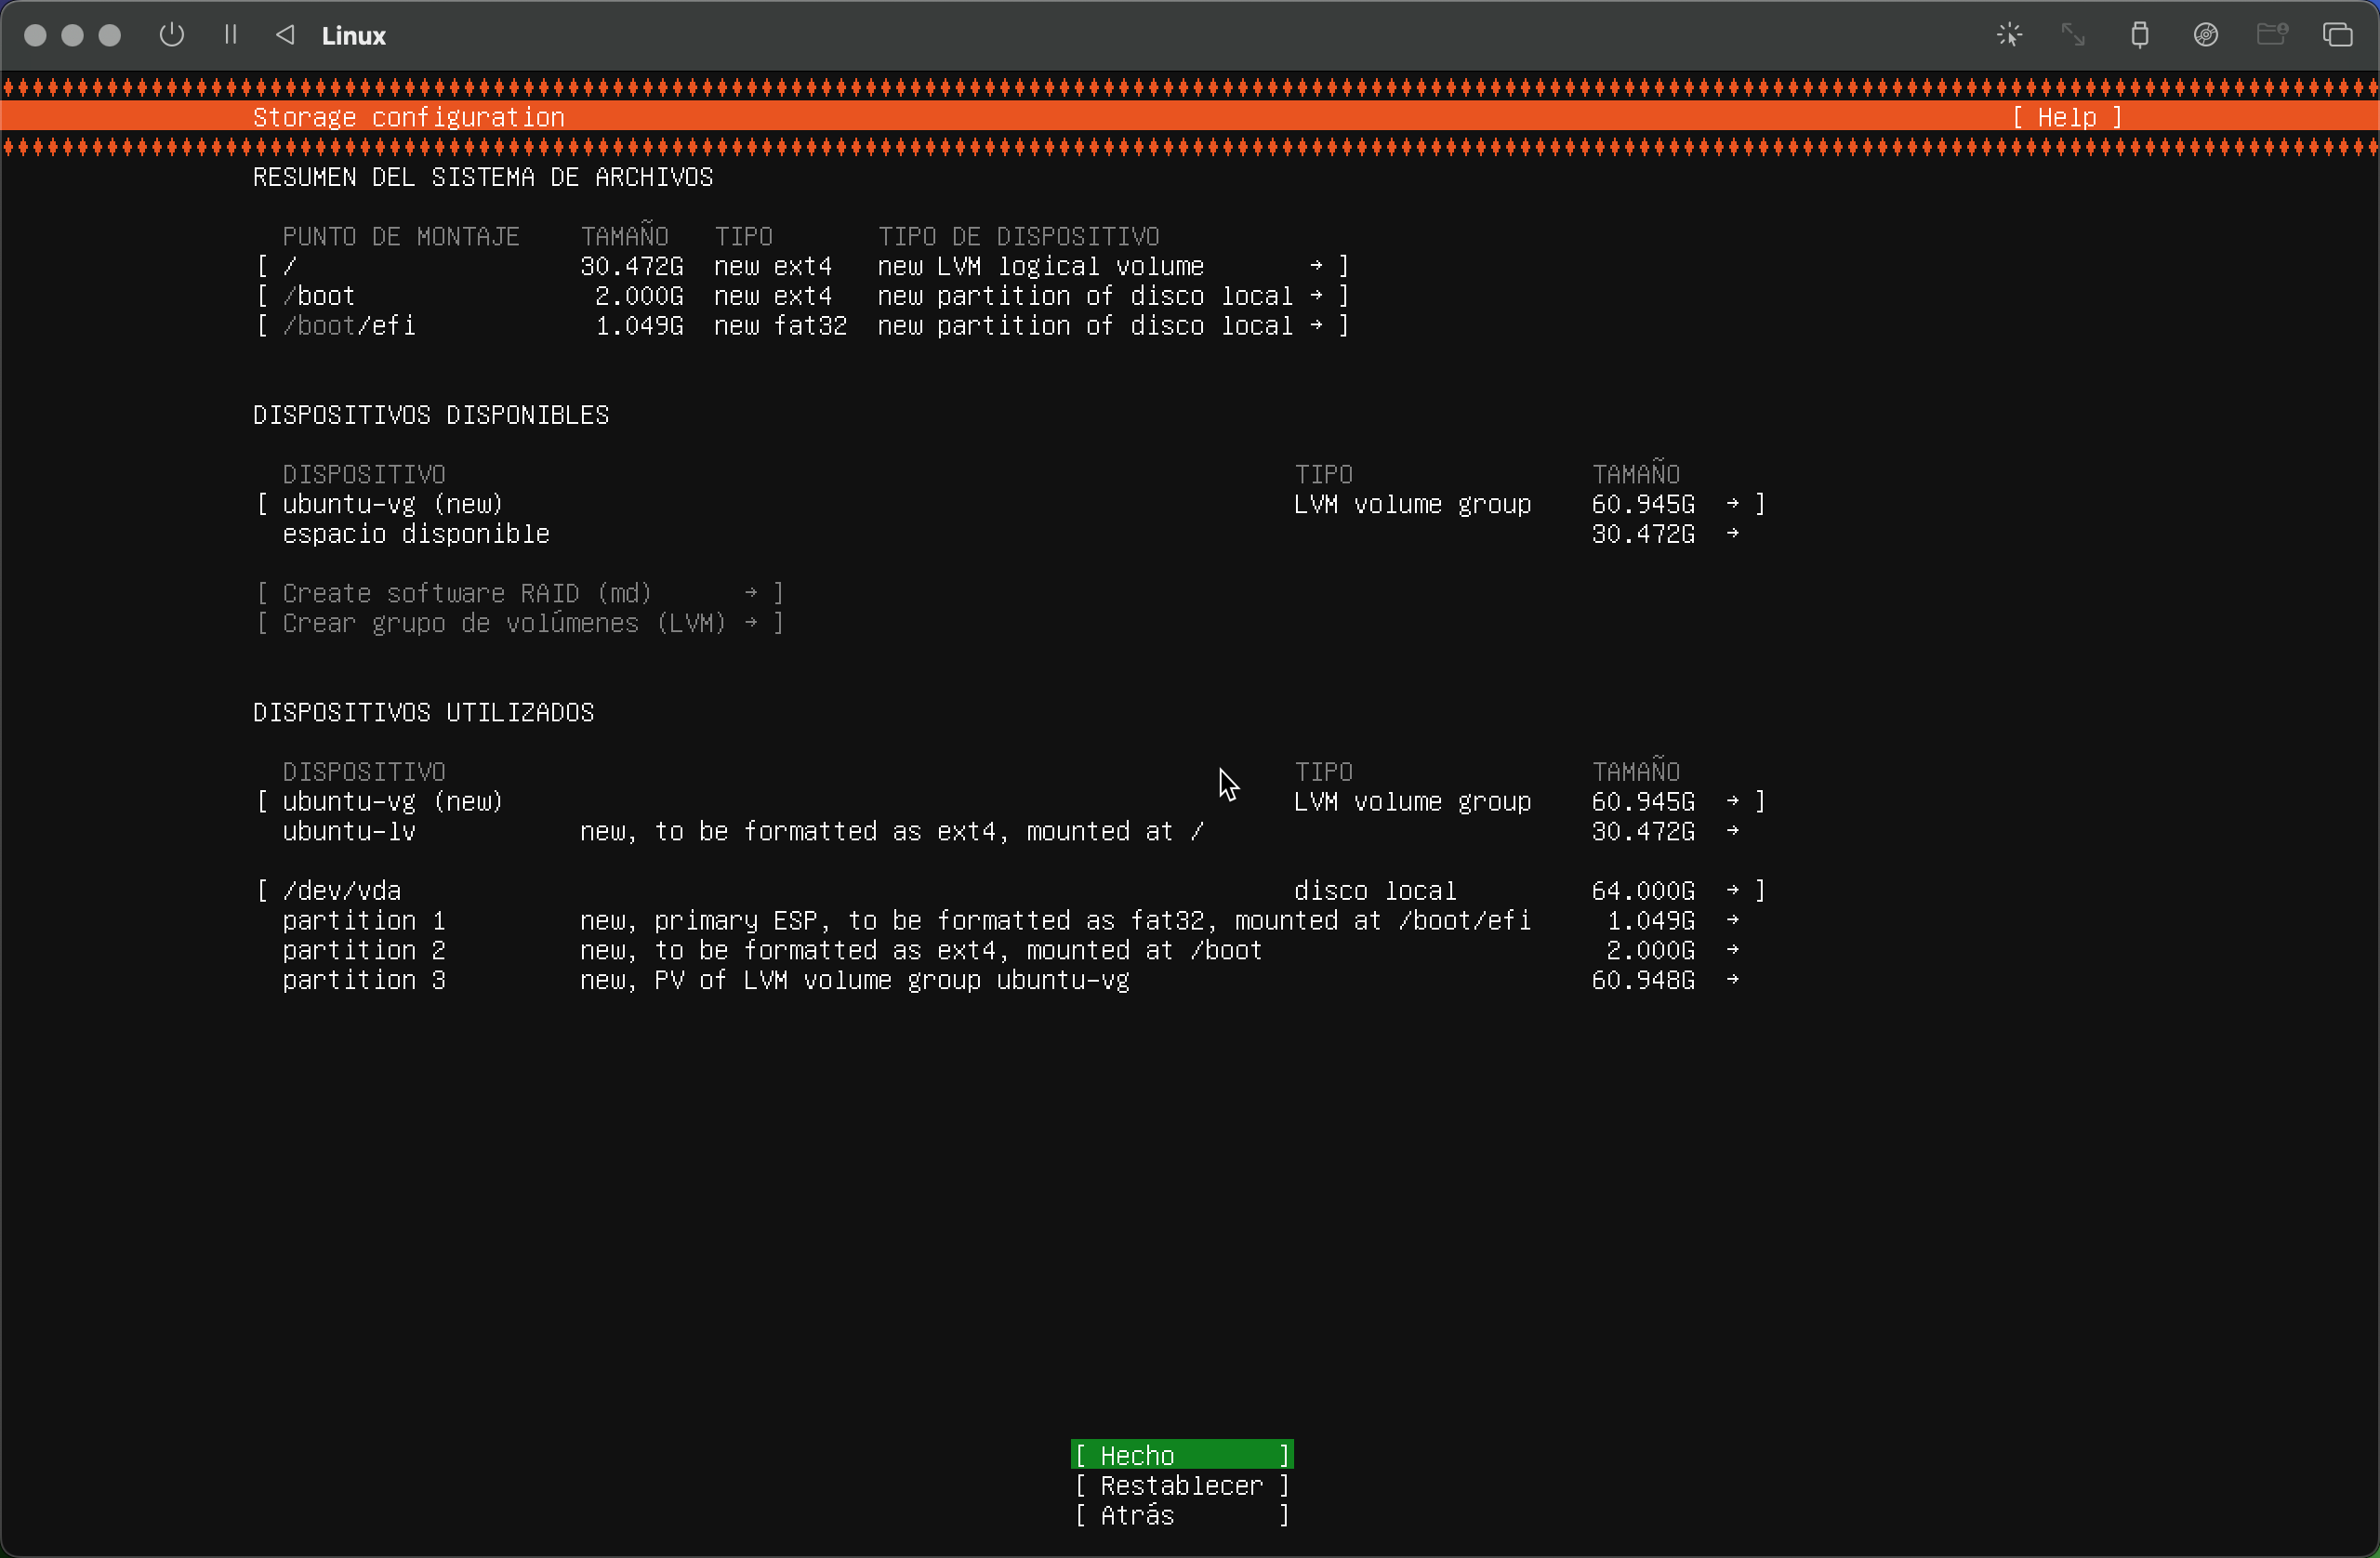 Linux
Storage configuration [ Help ]
RESUMEN DEL SISTEMA DE ARCHIVOS
PUNTO DE MONTAJE TAMAÑO TIPO TIPO DE DISPOSITIVO
[ / 30.472G new ext4 new LVM logical volume → ]
[ /boot 2.000G new ext4 new partition of disco local → ]
[ /boot/efi 1.049G new fat32 new partition of disco local → ]
DISPOSITIVOS DISPONIBLES
DISPOSITIVO TIPO TAMAÑO
[ ubuntu-vg (new) LVM volume group 60.945G → ]
espacio disponible 30.472G →
[ Create software RAID (md) → ]
[ Crear grupo de volúmenes (LVM) → ]
DISPOSITIVOS UTILIZADOS
DISPOSITIVO TIPO TAMAÑO
[ ubuntu-vg (new) LVM volume group 60.945G → ]
ubuntu-lv new, to be formatted as ext4, mounted at / 30.472G →
[ /dev/vda disco local 64.000G → ]
partition 1 new, primary ESP, to be formatted as fat32, mounted at /boot/efi 1.049G →
partition 2 new, to be formatted as ext4, mounted at /boot 2.000G →
partition 3 new, PV of LVM volume group ubuntu-vg 60.948G →
[ Hecho ]
[ Restablecer ]
[ Atrás ]